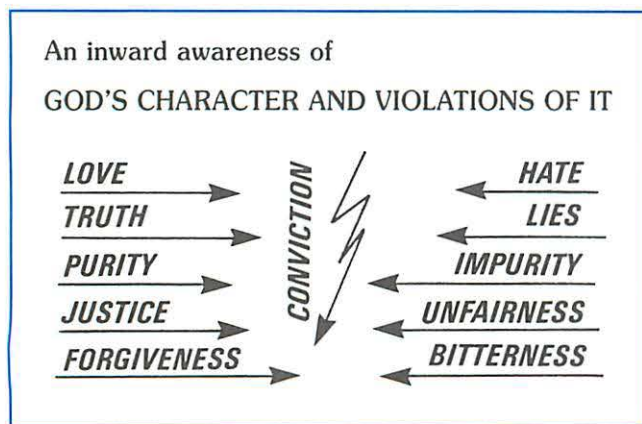 An inward awareness of
GOD'S CHARACTER AND VIOLATIONS OF IT
LOVE
TRUTH
PURITY
JUSTICE
FORGIVENESS
CONVICTION
HATE
LIES
IMPURITY
UNFAIRNESS
BITTERNESS